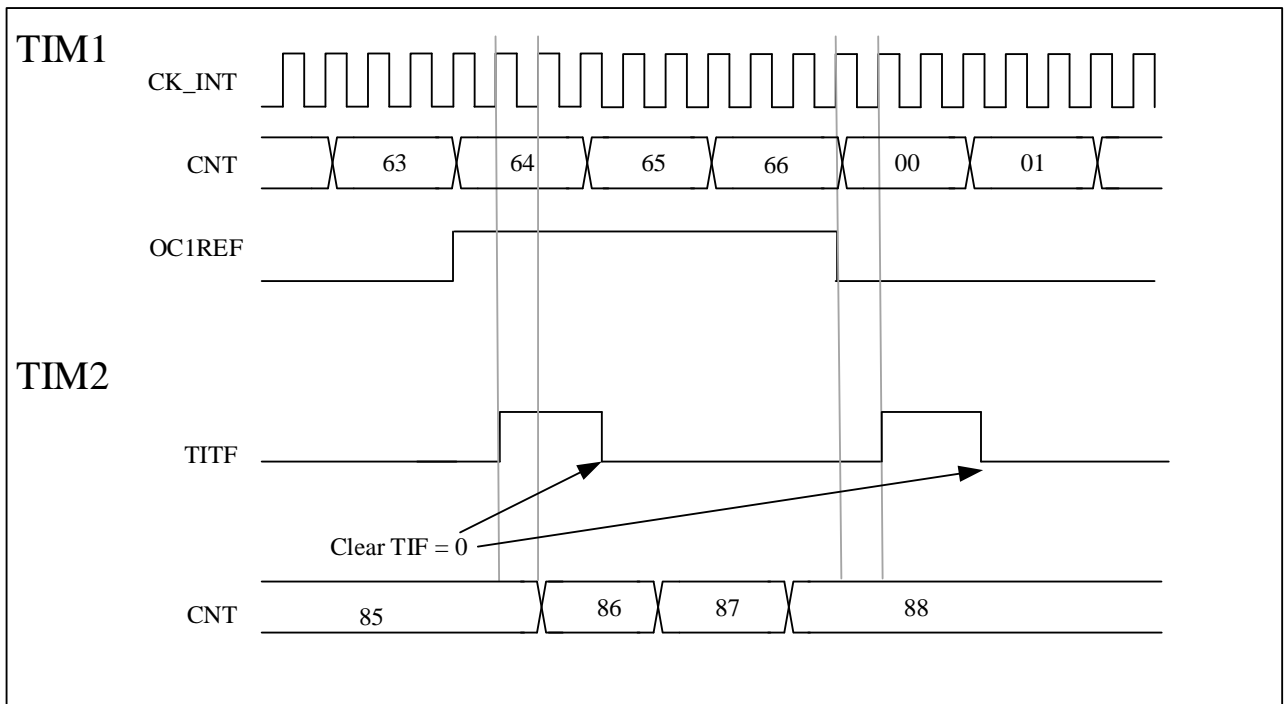 TIM1
CK_INT
CNT
63 64 65 66 00 01
OC1REF
TIM2
TITF
Clear TIF = 0
CNT
85 86 87 88